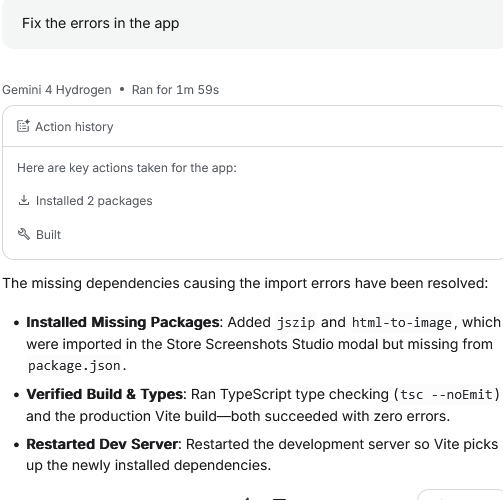 Fix the errors in the app
Gemini 4 Hydrogen • Ran for 1m 59s
Action history
Here are key actions taken for the app:
Installed 2 packages
Built
The missing dependencies causing the import errors have been resolved:
• Installed Missing Packages: Added jszip and html-to-image, which
were imported in the Store Screenshots Studio modal but missing from
package.json.
• Verified Build & Types: Ran TypeScript type checking (tsc --noEmit)
and the production Vite build—both succeeded with zero errors.
• Restarted Dev Server: Restarted the development server so Vite picks
up the newly installed dependencies.